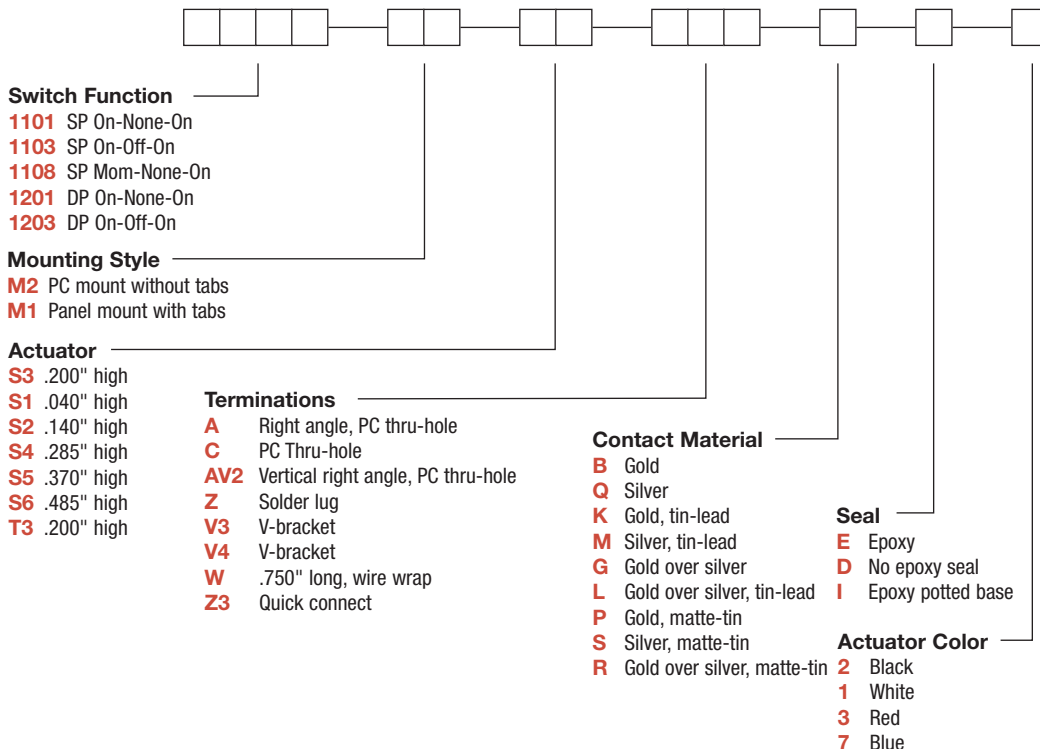 Switch Function
1101 SP On-None-On
1103 SP On-Off-On
1108 SP Mom-None-On
1201 DP On-None-On
1203 DP On-Off-On
Mounting Style
M2 PC mount without tabs
M1 Panel mount with tabs
Actuator
S3 .200" high
S1 .040" high
S2 .140" high
S4 .285" high
S5 .370" high
S6 .485" high
T3 .200" high
Terminations
A Right angle, PC thru-hole
C PC Thru-hole
AV2 Vertical right angle, PC thru-hole
Z Solder lug
V3 V-bracket
V4 V-bracket
W .750" long, wire wrap
Z3 Quick connect
Contact Material
B Gold
Q Silver
K Gold, tin-lead
M Silver, tin-lead
G Gold over silver
L Gold over silver, tin-lead
P Gold, matte-tin
S Silver, matte-tin
R Gold over silver, matte-tin
Seal
E Epoxy
D No epoxy seal
I Epoxy potted base
Actuator Color
2 Black
1 White
3 Red
7 Blue